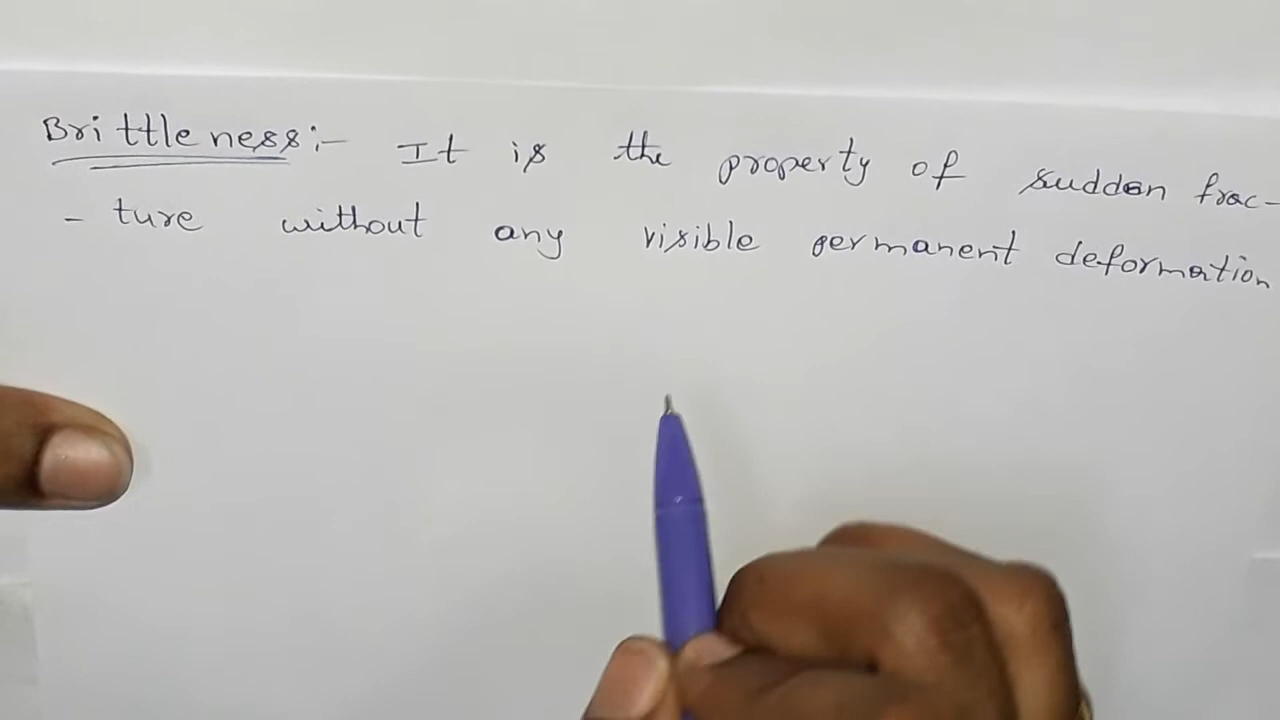 Brittleness:- It is the property of sudden frac-
- ture without any visible permanent deformation